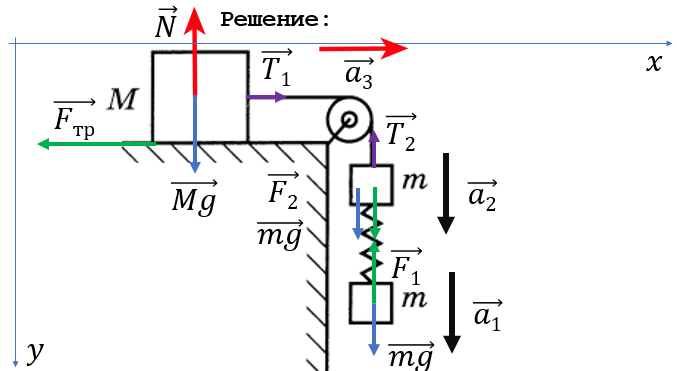 N Решение:
T₁ a₃ x
M
Fтр
T₂
Mg F₂ m a₂
mg
F₁
m a₁
y mg